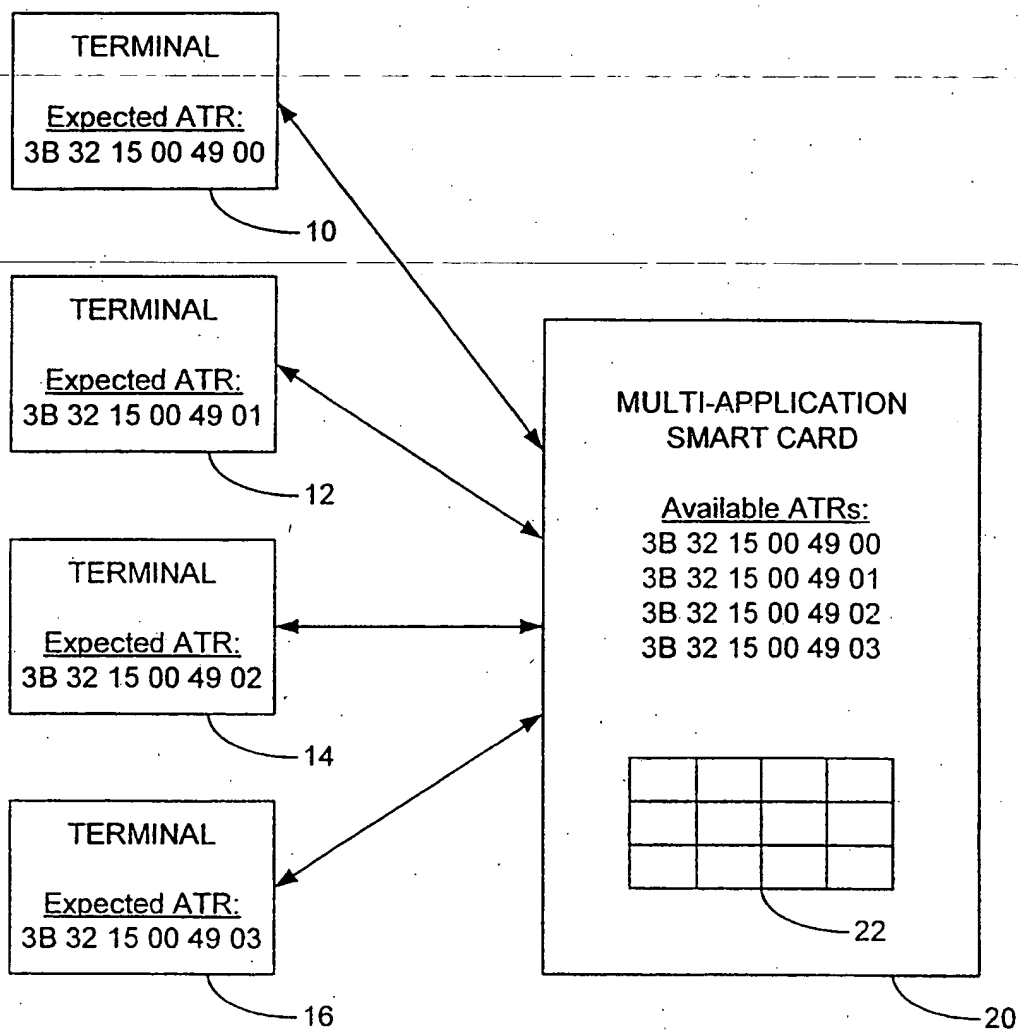 TERMINAL
Expected ATR:
3B 32 15 00 49 00
10
TERMINAL
Expected ATR:
3B 32 15 00 49 01
12
TERMINAL
Expected ATR:
3B 32 15 00 49 02
14
TERMINAL
Expected ATR:
3B 32 15 00 49 03
16
MULTI-APPLICATION
SMART CARD
Available ATRs:
3B 32 15 00 49 00
3B 32 15 00 49 01
3B 32 15 00 49 02
3B 32 15 00 49 03
22
20